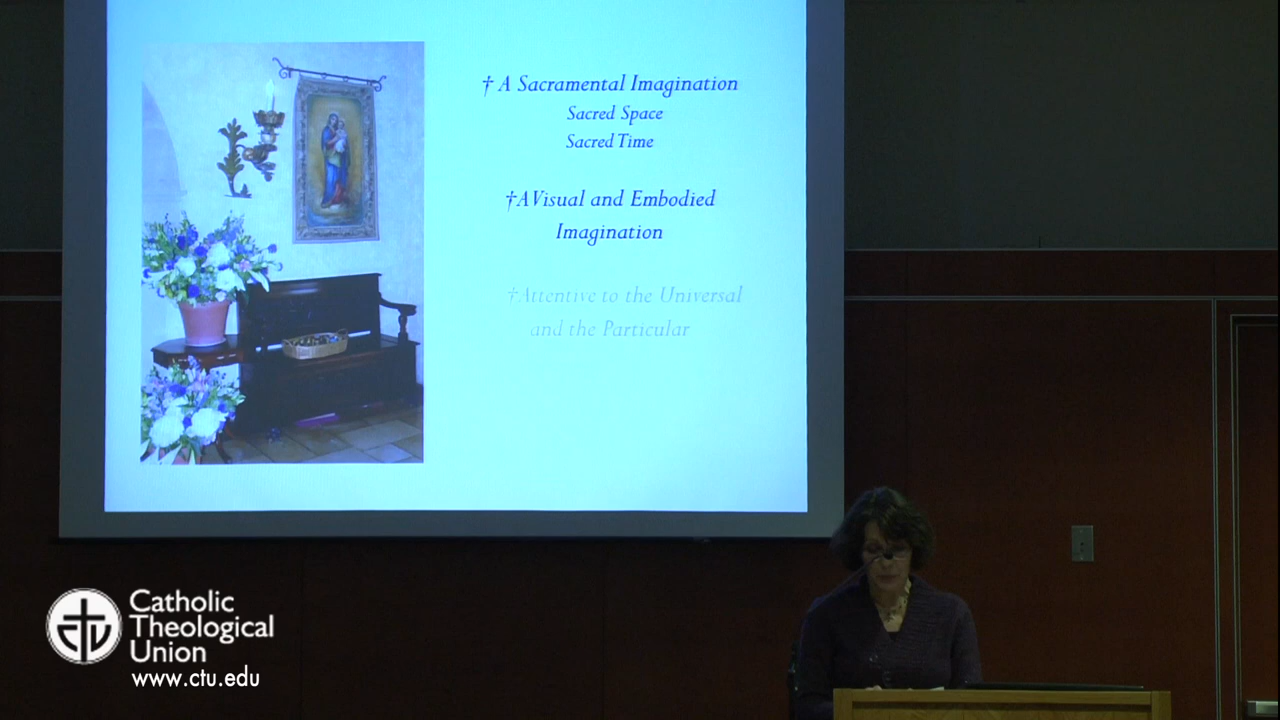 † A Sacramental Imagination
Sacred Space
Sacred Time
†A Visual and Embodied
Imagination
†Attentive to the Universal
and the Particular
Catholic
Theological
Union
www.ctu.edu